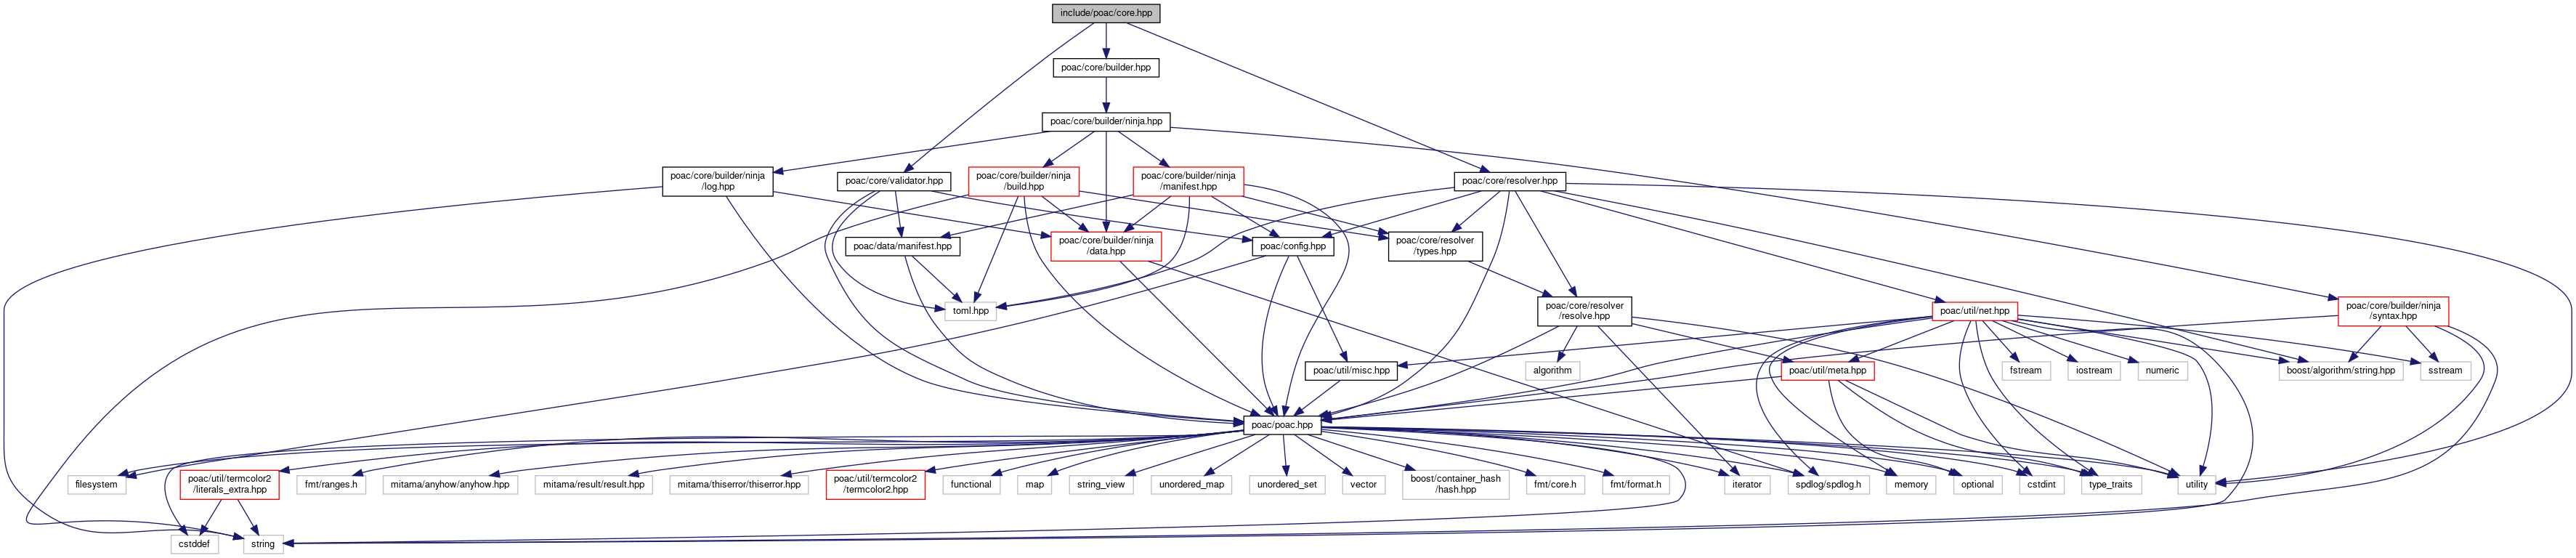 include/poac/core.hpp
poac/core/builder.hpp
poac/core/builder/ninja.hpp
poac/core/builder/ninja
/log.hpp
poac/core/validator.hpp
poac/core/builder/ninja
/build.hpp
poac/core/builder/ninja
/manifest.hpp
poac/core/resolver.hpp
poac/data/manifest.hpp
poac/core/builder/ninja
/data.hpp
poac/config.hpp
poac/core/resolver
/types.hpp
toml.hpp
poac/core/resolver
/resolve.hpp
poac/util/net.hpp
poac/core/builder/ninja
/syntax.hpp
poac/util/misc.hpp
algorithm
poac/util/meta.hpp
fstream
iostream
numeric
boost/algorithm/string.hpp
sstream
poac/poac.hpp
filesystem
poac/util/termcolor2
/literals_extra.hpp
fmt/ranges.h
mitama/anyhow/anyhow.hpp
mitama/result/result.hpp
mitama/thiserror/thiserror.hpp
poac/util/termcolor2
/termcolor2.hpp
functional
map
string_view
unordered_map
unordered_set
vector
boost/container_hash
/hash.hpp
fmt/core.h
fmt/format.h
iterator
spdlog/spdlog.h
memory
optional
cstdint
type_traits
utility
cstddef
string